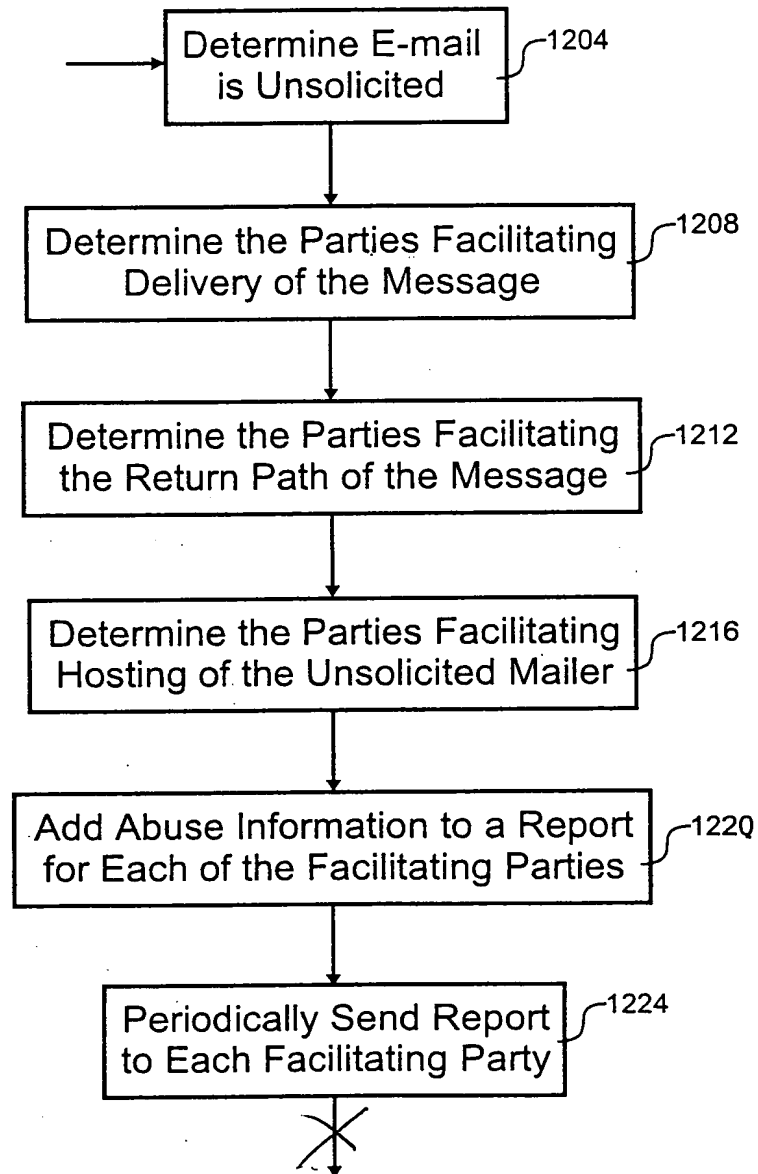 Determine E-mail
is Unsolicited
1204
Determine the Parties Facilitating
Delivery of the Message
1208
Determine the Parties Facilitating
the Return Path of the Message
1212
Determine the Parties Facilitating
Hosting of the Unsolicited Mailer
1216
Add Abuse Information to a Report
for Each of the Facilitating Parties
1220
Periodically Send Report
to Each Facilitating Party
1224